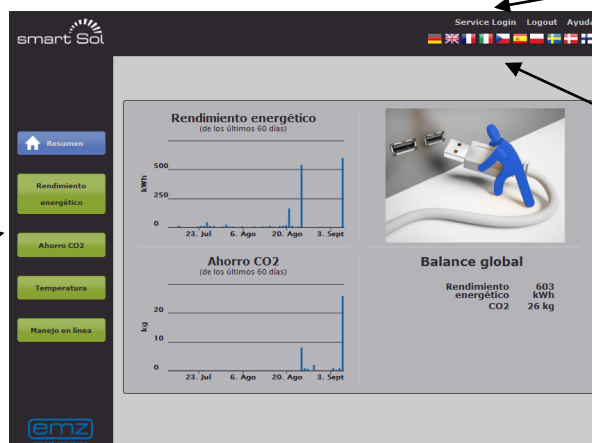 smart Sol
Service Login Logout Ayuda
Resumen
Rendimiento
energético
Ahorro CO2
Temperatura
Manejo en línea
emz
Rendimiento energético
(de los últimos 60 días)
kWh
500
250
0
23. Jul 6. Ago 20. Ago 3. Sept
Ahorro CO2
(de los últimos 60 días)
kg
20
10
0
23. Jul 6. Ago 20. Ago 3. Sept
Balance global
Rendimiento 603
energético kWh
CO2 26 kg